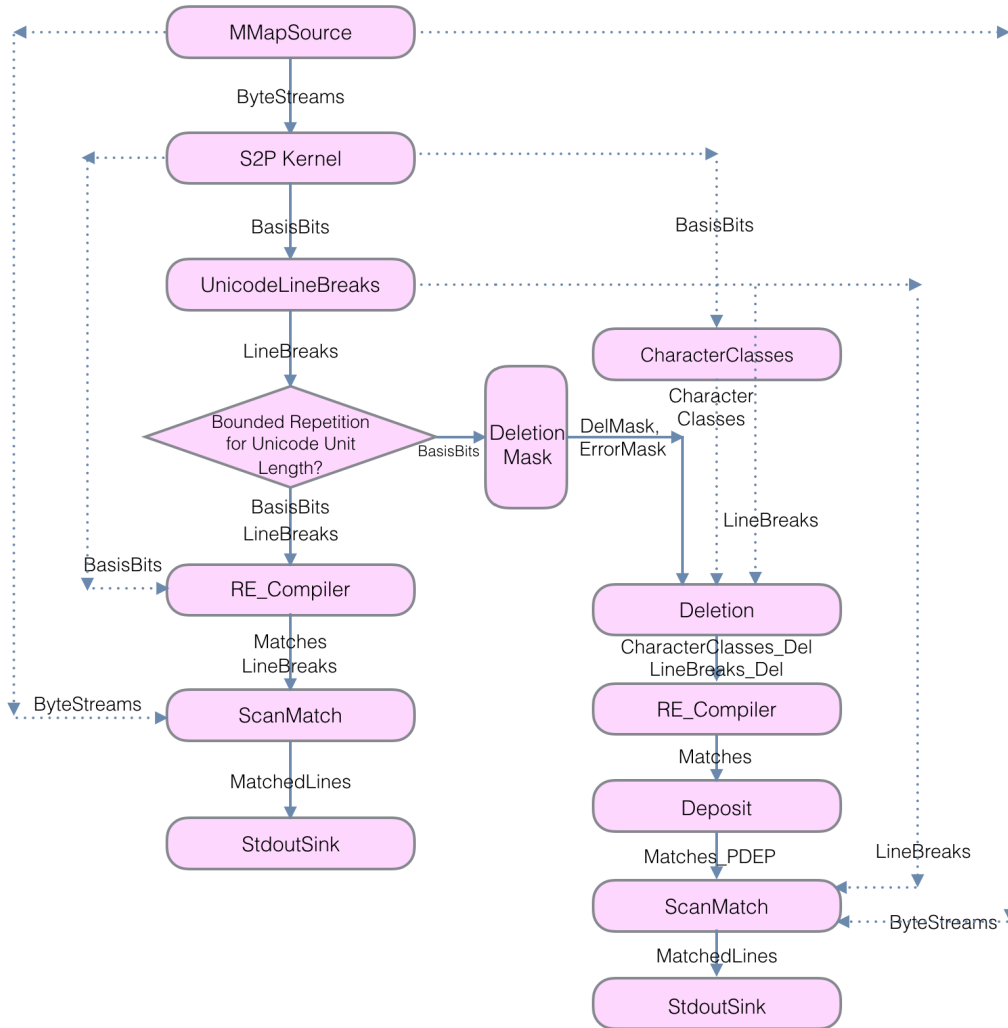 MMapSource
ByteStreams
S2P Kernel
BasisBits
BasisBits
UnicodeLineBreaks
LineBreaks
CharacterClasses
Character
Classes
Bounded Repetition
for Unicode Unit
Length?
BasisBits
Deletion
Mask
DelMask,
ErrorMask
BasisBits
LineBreaks
LineBreaks
BasisBits
RE_Compiler
Deletion
Matches
LineBreaks
CharacterClasses_Del
LineBreaks_Del
ByteStreams
ScanMatch
RE_Compiler
Matches
MatchedLines
Deposit
StdoutSink
Matches_PDEP
LineBreaks
ScanMatch
ByteStreams
MatchedLines
StdoutSink